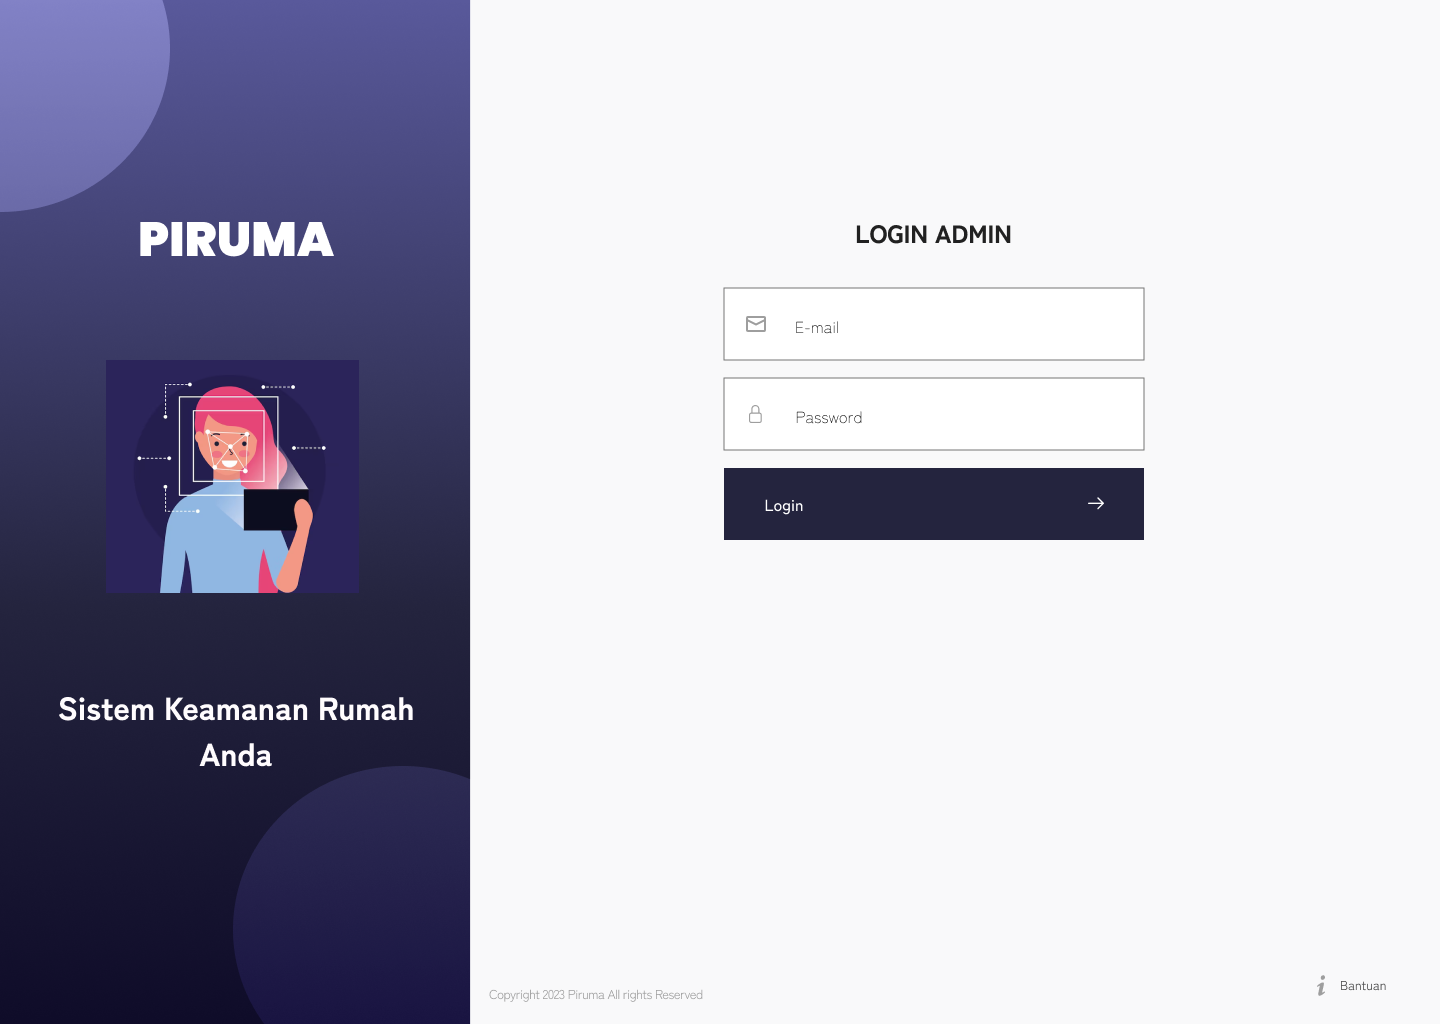 PIRUMA
Sistem Keamanan Rumah
Anda
LOGIN ADMIN
E-mail
Password
Login
Copyright 2023 Piruma All rights Reserved
Bantuan